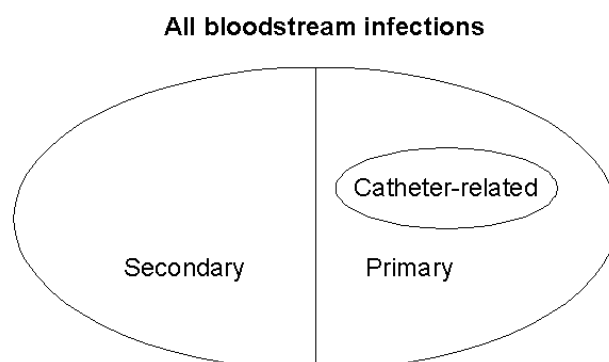 All bloodstream infections
Catheter-related
Secondary
Primary